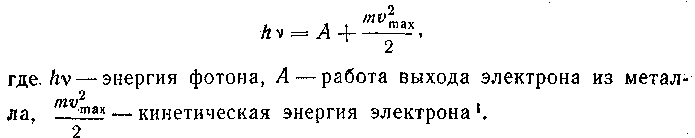 hν = A + mv²max/2,
где. hν — энергия фотона, A — работа выхода электрона из метал-
ла, mv²max/2 — кинетическая энергия электрона¹.